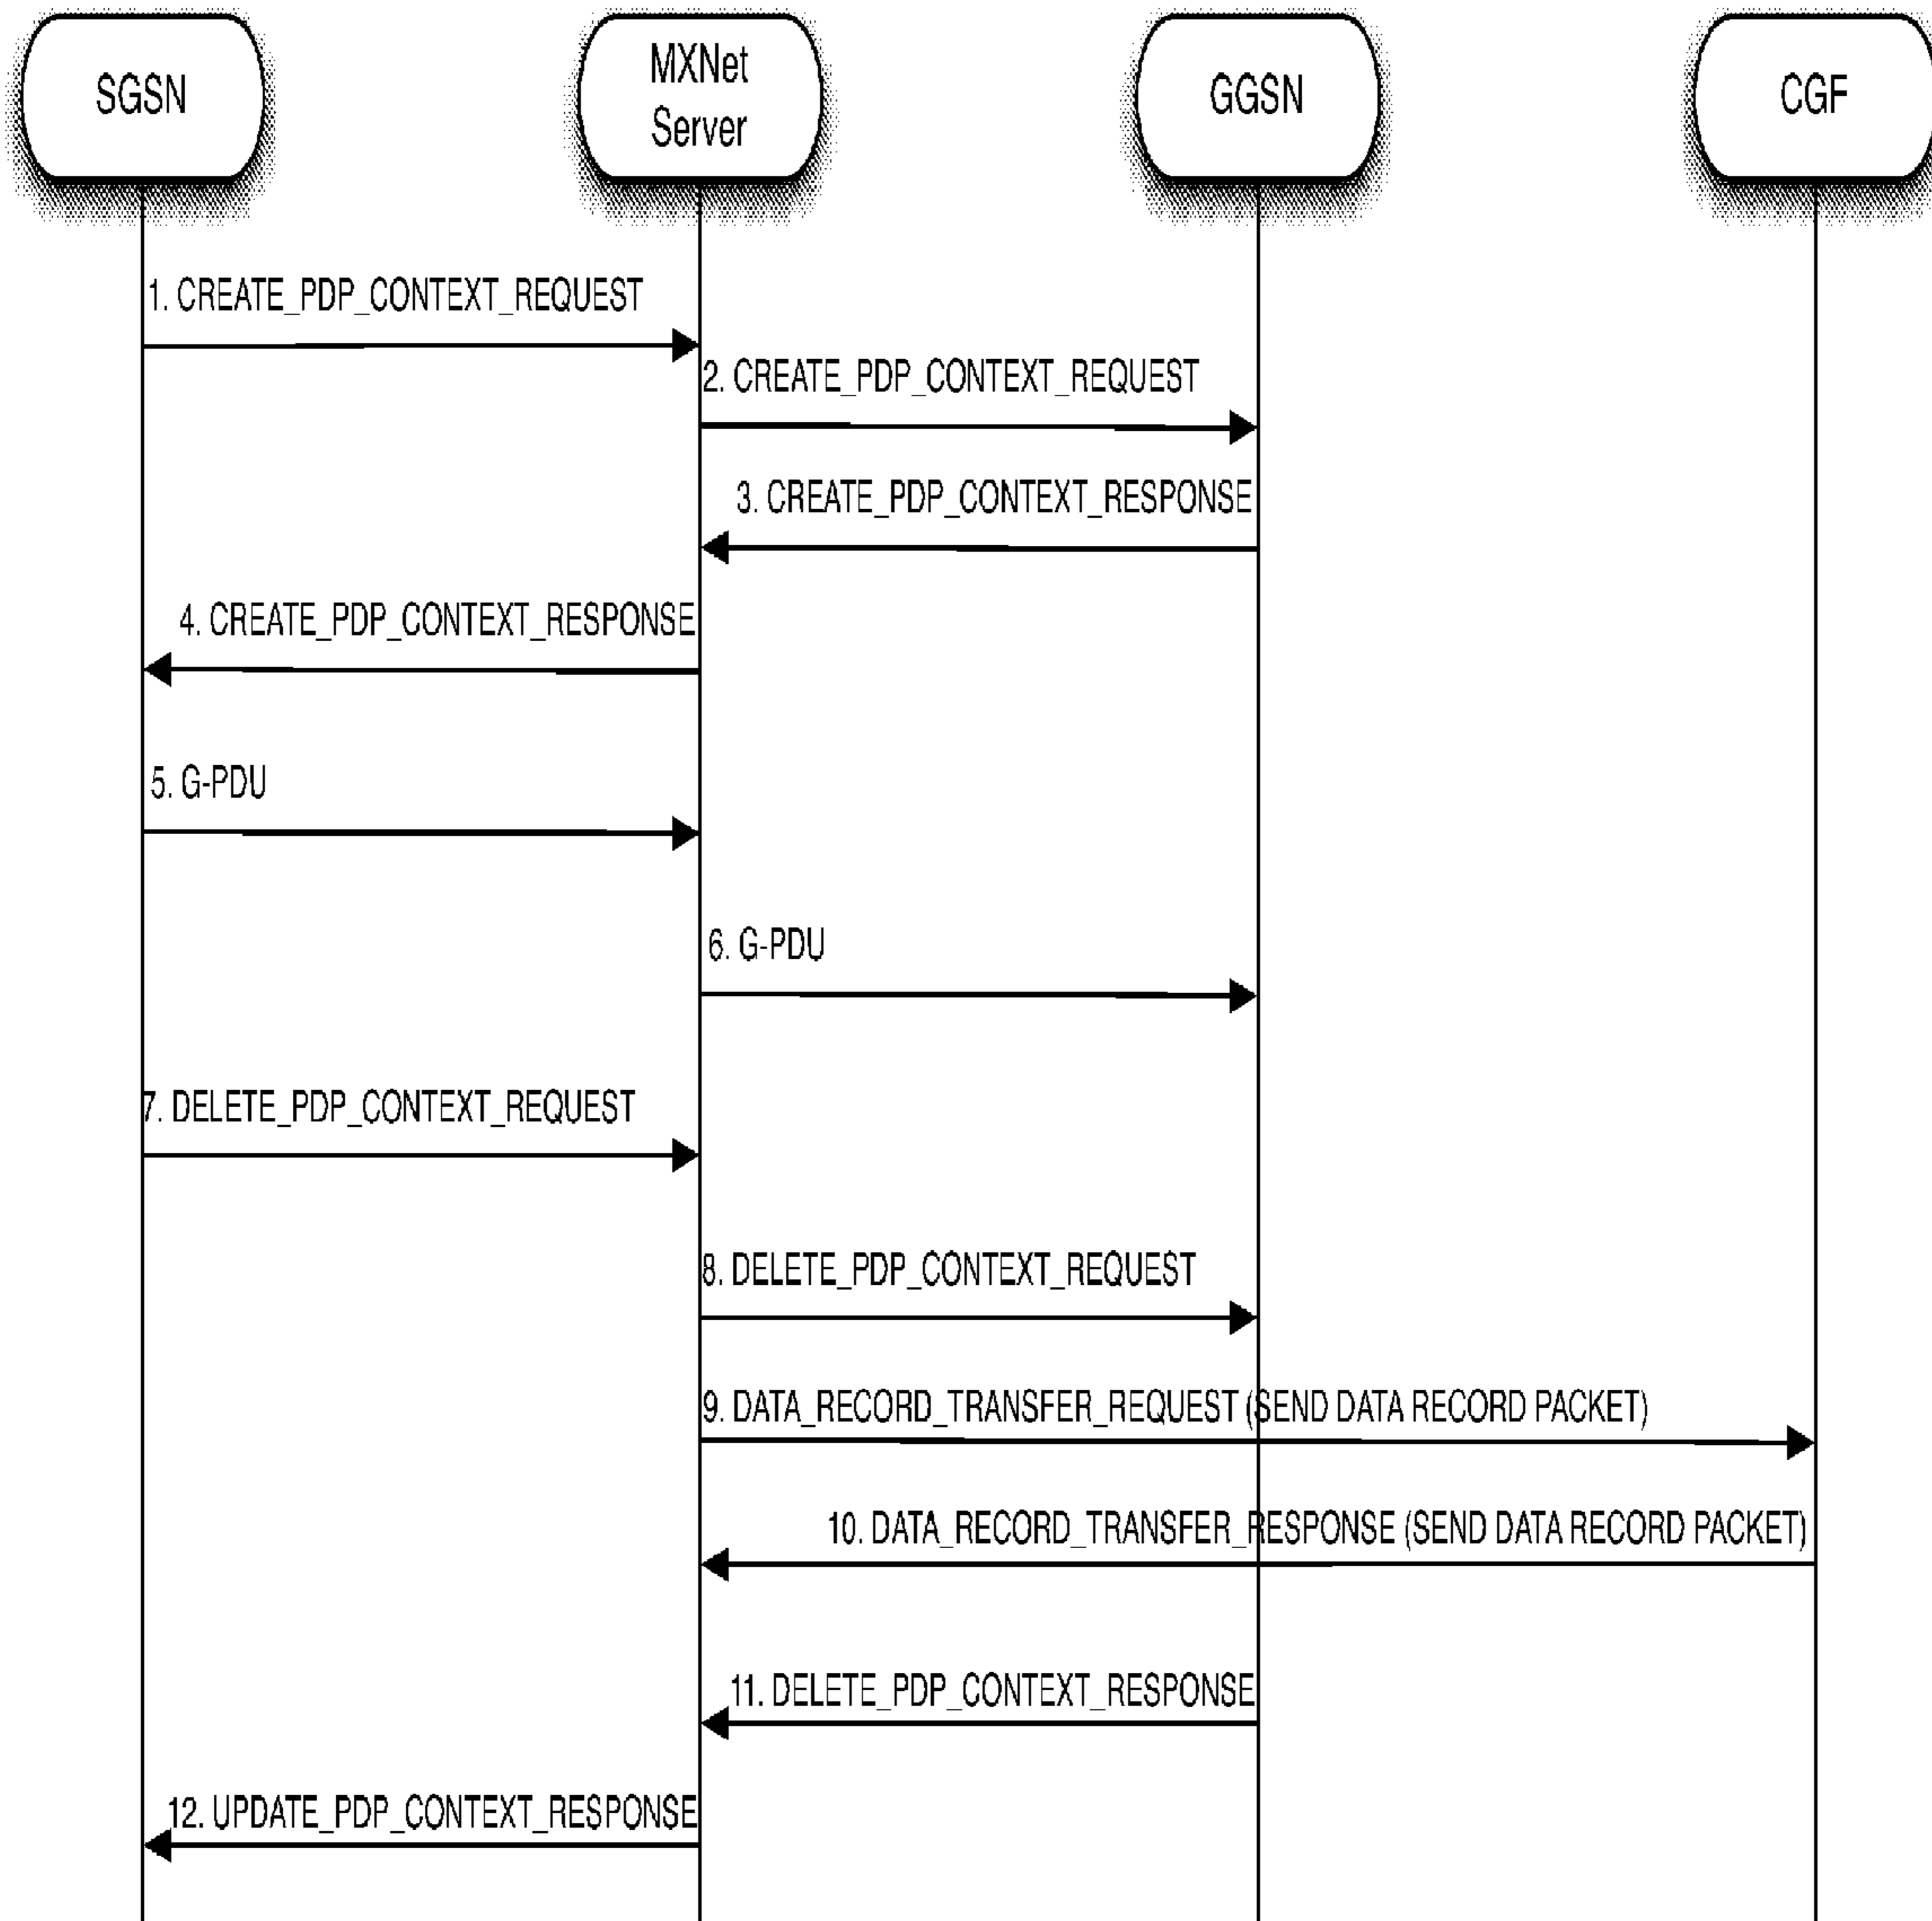 SGSN
MXNet
Server
GGSN
CGF
1. CREATE_PDP_CONTEXT_REQUEST
2. CREATE_PDP_CONTEXT_REQUEST
3. CREATE_PDP_CONTEXT_RESPONSE
4. CREATE_PDP_CONTEXT_RESPONSE
5. G-PDU
6. G-PDU
7. DELETE_PDP_CONTEXT_REQUEST
8. DELETE_PDP_CONTEXT_REQUEST
9. DATA_RECORD_TRANSFER_REQUEST (SEND DATA RECORD PACKET)
10. DATA_RECORD_TRANSFER_RESPONSE (SEND DATA RECORD PACKET)
11. DELETE_PDP_CONTEXT_RESPONSE
12. UPDATE_PDP_CONTEXT_RESPONSE